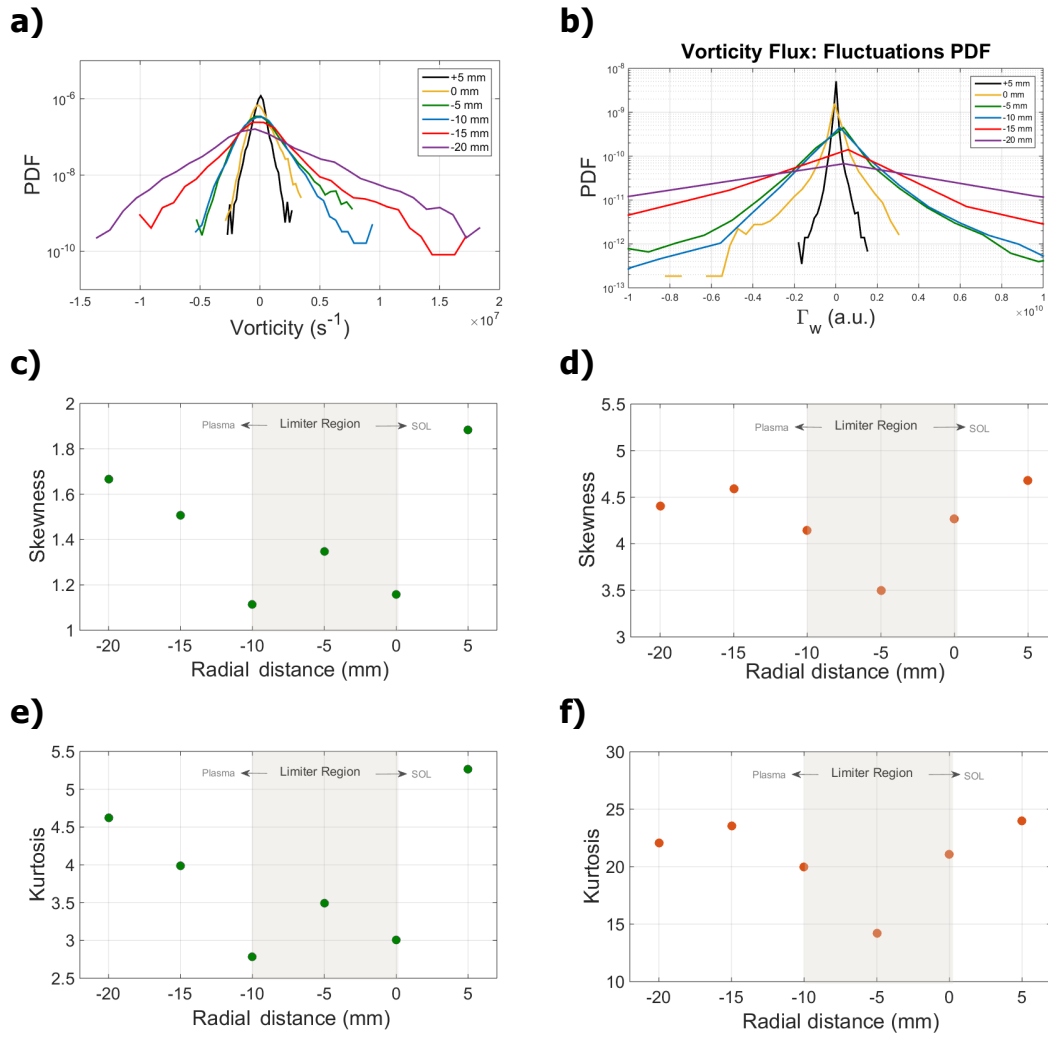 a)
10^-6
10^-8
10^-10
PDF
-1.5 -1 -0.5 0 0.5 1 1.5 2
×10^7
Vorticity (s^-1)
+5 mm
0 mm
-5 mm
-10 mm
-15 mm
-20 mm
b)
Vorticity Flux: Fluctuations PDF
10^-8
10^-9
10^-10
10^-11
10^-12
10^-13
PDF
-1 -0.8 -0.6 -0.4 -0.2 0 0.2 0.4 0.6 0.8 1
×10^10
Γ_w (a.u.)
+5 mm
0 mm
-5 mm
-10 mm
-15 mm
-20 mm
c)
2
1.8
1.6
1.4
1.2
1
Skewness
Plasma Limiter Region SOL
-20 -15 -10 -5 0 5
Radial distance (mm)
d)
5.5
5
4.5
4
3.5
3
Skewness
Plasma Limiter Region SOL
-20 -15 -10 -5 0 5
Radial distance (mm)
e)
5.5
5
4.5
4
3.5
3
2.5
Kurtosis
Plasma Limiter Region SOL
-20 -15 -10 -5 0 5
Radial distance (mm)
f)
30
25
20
15
10
Kurtosis
Plasma Limiter Region SOL
-20 -15 -10 -5 0 5
Radial distance (mm)